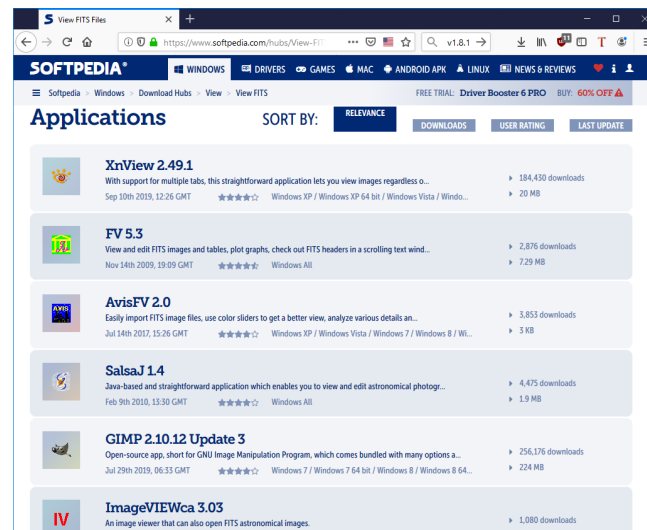 View FITS Files
https://www.softpedia.com/hubs/View-FI
v1.8.1
11
SOFTPEDIA®
WINDOWS DRIVERS GAMES MAC ANDROID APK LINUX NEWS & REVIEWS
Softpedia > Windows > Download Hubs > View > View FITS
FREE TRIAL: Driver Booster 6 PRO BUY: 60% OFF
Applications
SORT BY:
RELEVANCE
DOWNLOADS
USER RATING
LAST UPDATE
XnView 2.49.1
With support for multiple tabs, this straightforward application lets you view images regardless o...
Sep 10th 2019, 12:26 GMT
Windows XP / Windows XP 64 bit / Windows Vista / Windo...
184,430 downloads
20 MB
FV 5.3
View and edit FITS images and tables, plot graphs, check out FITS headers in a scrolling text wind...
Nov 14th 2009, 19:09 GMT
Windows All
2,876 downloads
7.29 MB
AVIS
AvisFV 2.0
Easily import FITS image files, use color sliders to get a better view, analyze various details an...
Jul 14th 2017, 15:26 GMT
Windows XP / Windows Vista / Windows 7 / Windows 8 / Wi...
3,853 downloads
3 KB
SalsaJ 1.4
Java-based and straightforward application which enables you to view and edit astronomical photogr...
Feb 9th 2010, 13:30 GMT
Windows All
4,475 downloads
1.9 MB
GIMP 2.10.12 Update 3
Open-source app, short for GNU Image Manipulation Program, which comes bundled with many options a...
Jul 29th 2019, 06:33 GMT
Windows 7 / Windows 7 64 bit / Windows 8 / Windows 8 64...
256,176 downloads
224 MB
IV
ImageVIEWca 3.03
An image viewer that can also open FITS astronomical images.
1,080 downloads